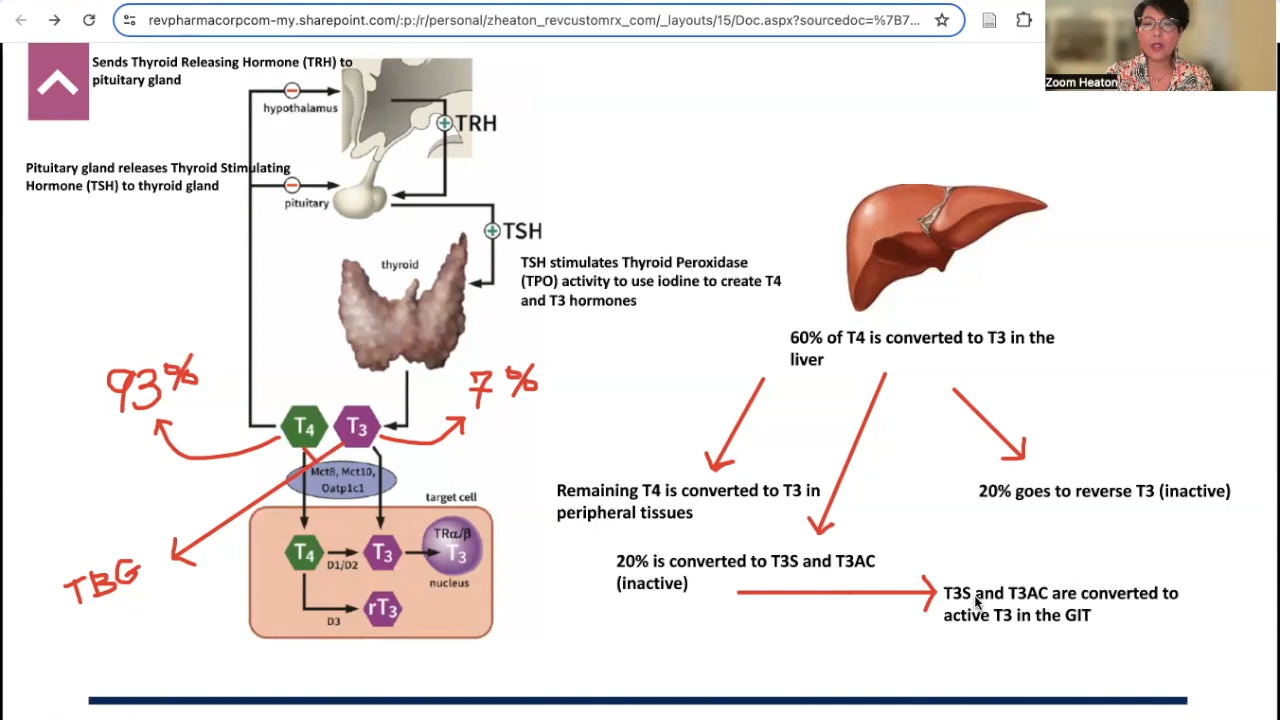 revpharmacorpcom-my.sharepoint.com/:p:/r/personal/zheaton_revcustomrx_com/_layouts/15/Doc.aspx?sourcedoc=%7B7...
Zoom Heaton
Sends Thyroid Releasing Hormone (TRH) to
pituitary gland
hypothalamus
TRH
Pituitary gland releases Thyroid Stimulating
Hormone (TSH) to thyroid gland
pituitary
TSH
thyroid
TSH stimulates Thyroid Peroxidase
(TPO) activity to use iodine to create T4
and T3 hormones
60% of T4 is converted to T3 in the
liver
93%
7%
T4
T3
Mct8, Mct10,
Oatp1c1
target cell
TRα/β
T4
D1/D2
T3
T3
nucleus
D3
rT3
TBG
Remaining T4 is converted to T3 in
peripheral tissues
20% goes to reverse T3 (inactive)
20% is converted to T3S and T3AC
(inactive)
T3S and T3AC are converted to
active T3 in the GIT